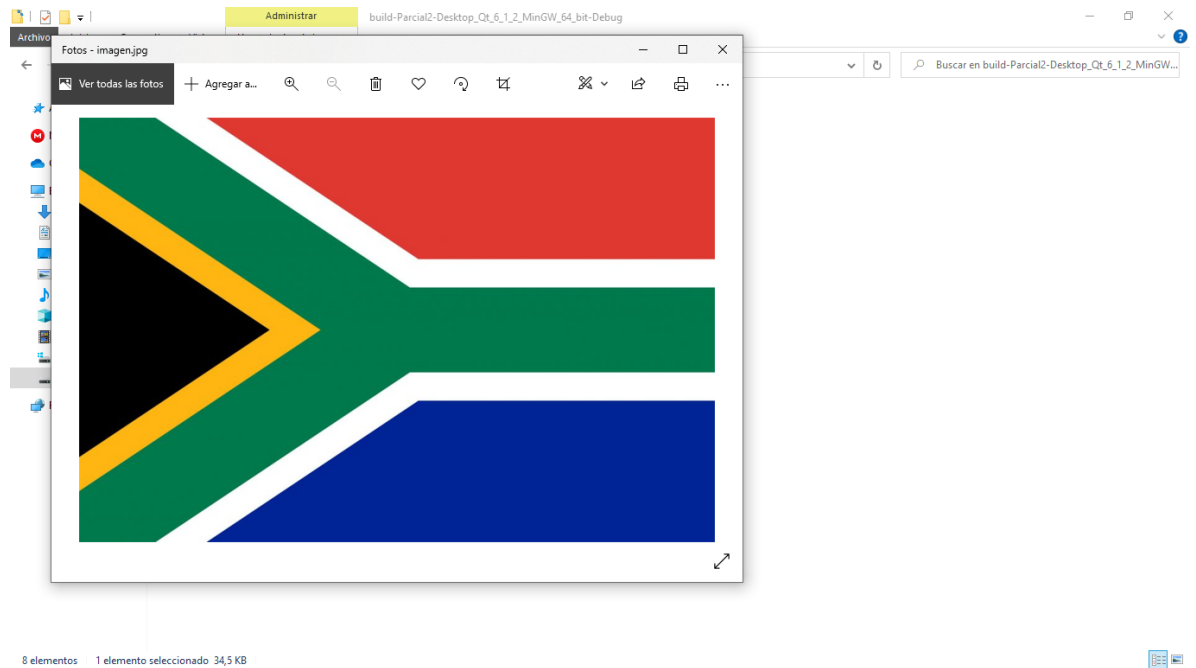 Administrar
build-Parcial2-Desktop_Qt_6_1_2_MinGW_64_bit-Debug
Archivo
Fotos - imagen.jpg
Ver todas las fotos
Agregar a...
Buscar en build-Parcial2-Desktop_Qt_6_1_2_MinGW...
8 elementos
1 elemento seleccionado 34,5 KB